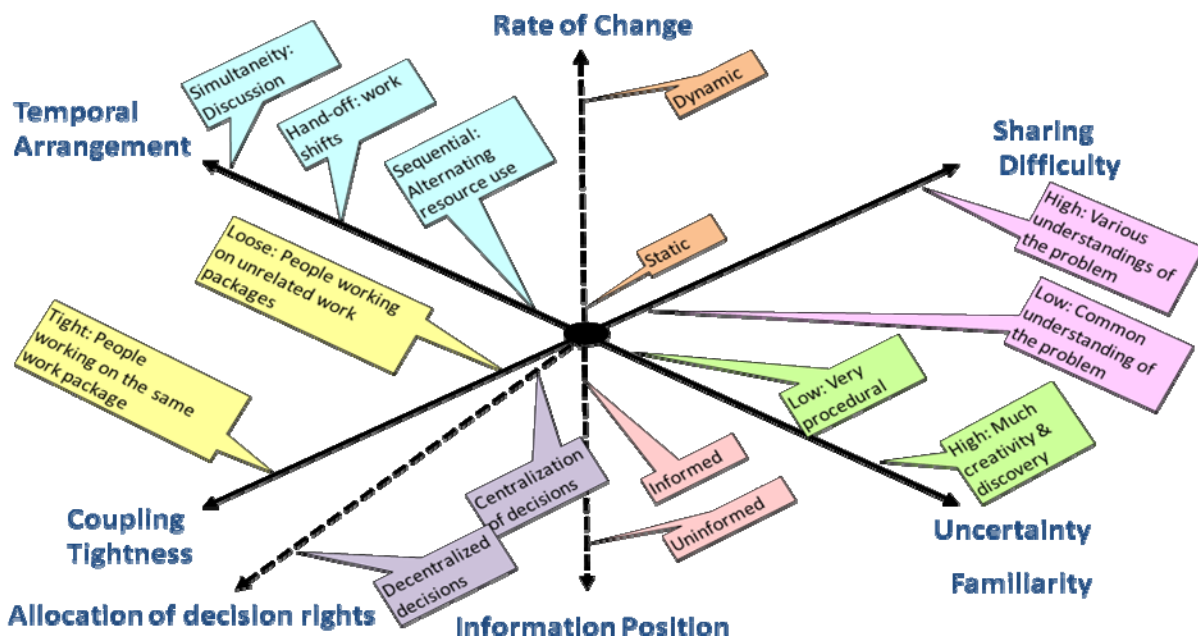 Rate of Change
Simultaneity:
Discussion
Dynamic
Temporal
Arrangement
Hand-off: work
shifts
Sequential:
Alternating
resource use
Sharing
Difficulty
High: Various
understandings of
the problem
Loose: People working
on unrelated work
packages
Static
Low: Common
understanding of
the problem
Tight: People
working on the same
work package
Low: Very
procedural
High: Much
creativity &
discovery
Centralization
of decisions
Informed
Uninformed
Decentralized
decisions
Coupling
Tightness
Uncertainty
Familiarity
Allocation of decision rights
Information Position